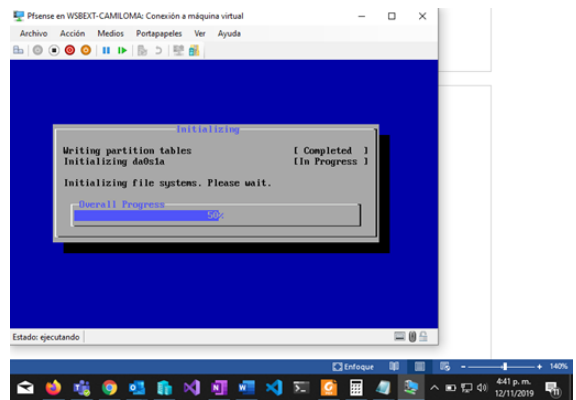 Pfsense en WSBEXT-CAMILOMA: Conexión a máquina virtual
Archivo Acción Medios Portapapeles Ver Ayuda
Initializing
Writing partition tables [ Completed ]
Initializing da0s1a [In Progress ]
Initializing file systems. Please wait.
Overall Progress
50%
Estado: ejecutando
Enfoque 140%
4:41 p. m.
12/11/2019